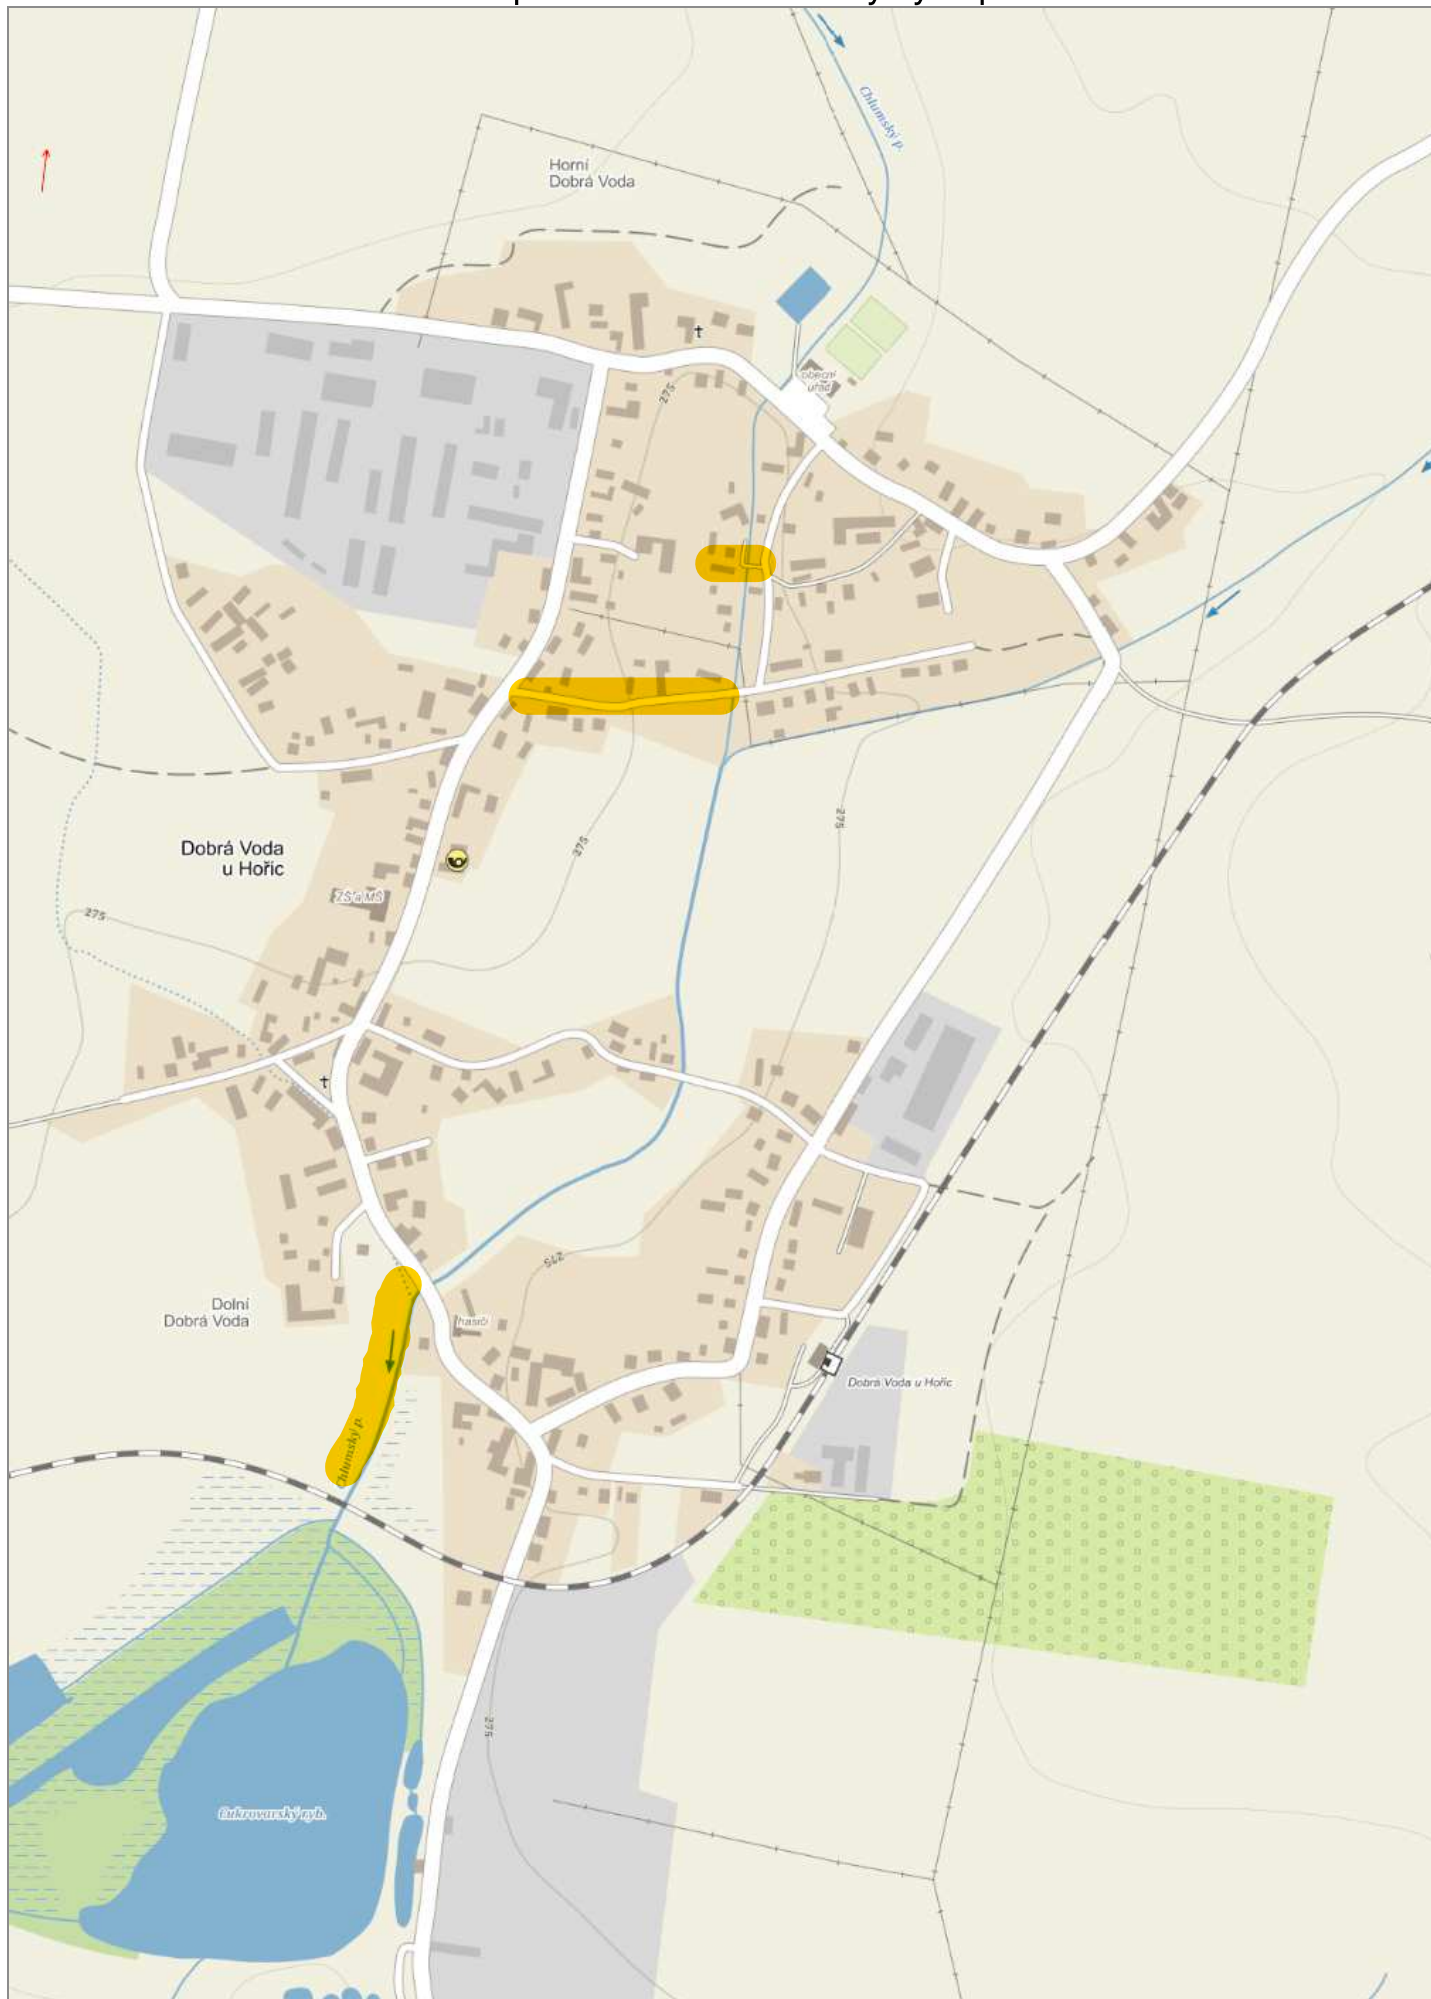 Chlumský p.
Horní
Dobrá Voda
obecní
úřad
275
275
275
Dobrá Voda
u Hořic
ZŠ a MŠ
275
275
Dolní
Dobrá Voda
hasiči
Dobrá Voda u Hořic
Chlumský p.
275
Cukrovarský ryb.